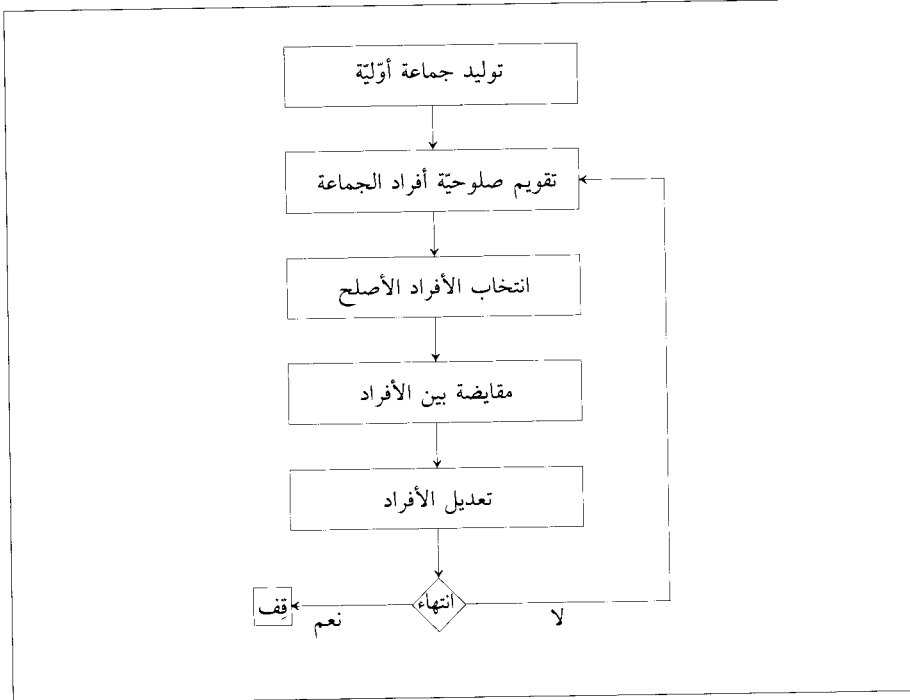 توليد جماعة أوّليّة
تقويم صلوحيّة أفراد الجماعة
انتخاب الأفراد الأصلح
مقايضة بين الأفراد
تعديل الأفراد
انتهاء
لا
نعم
قِف